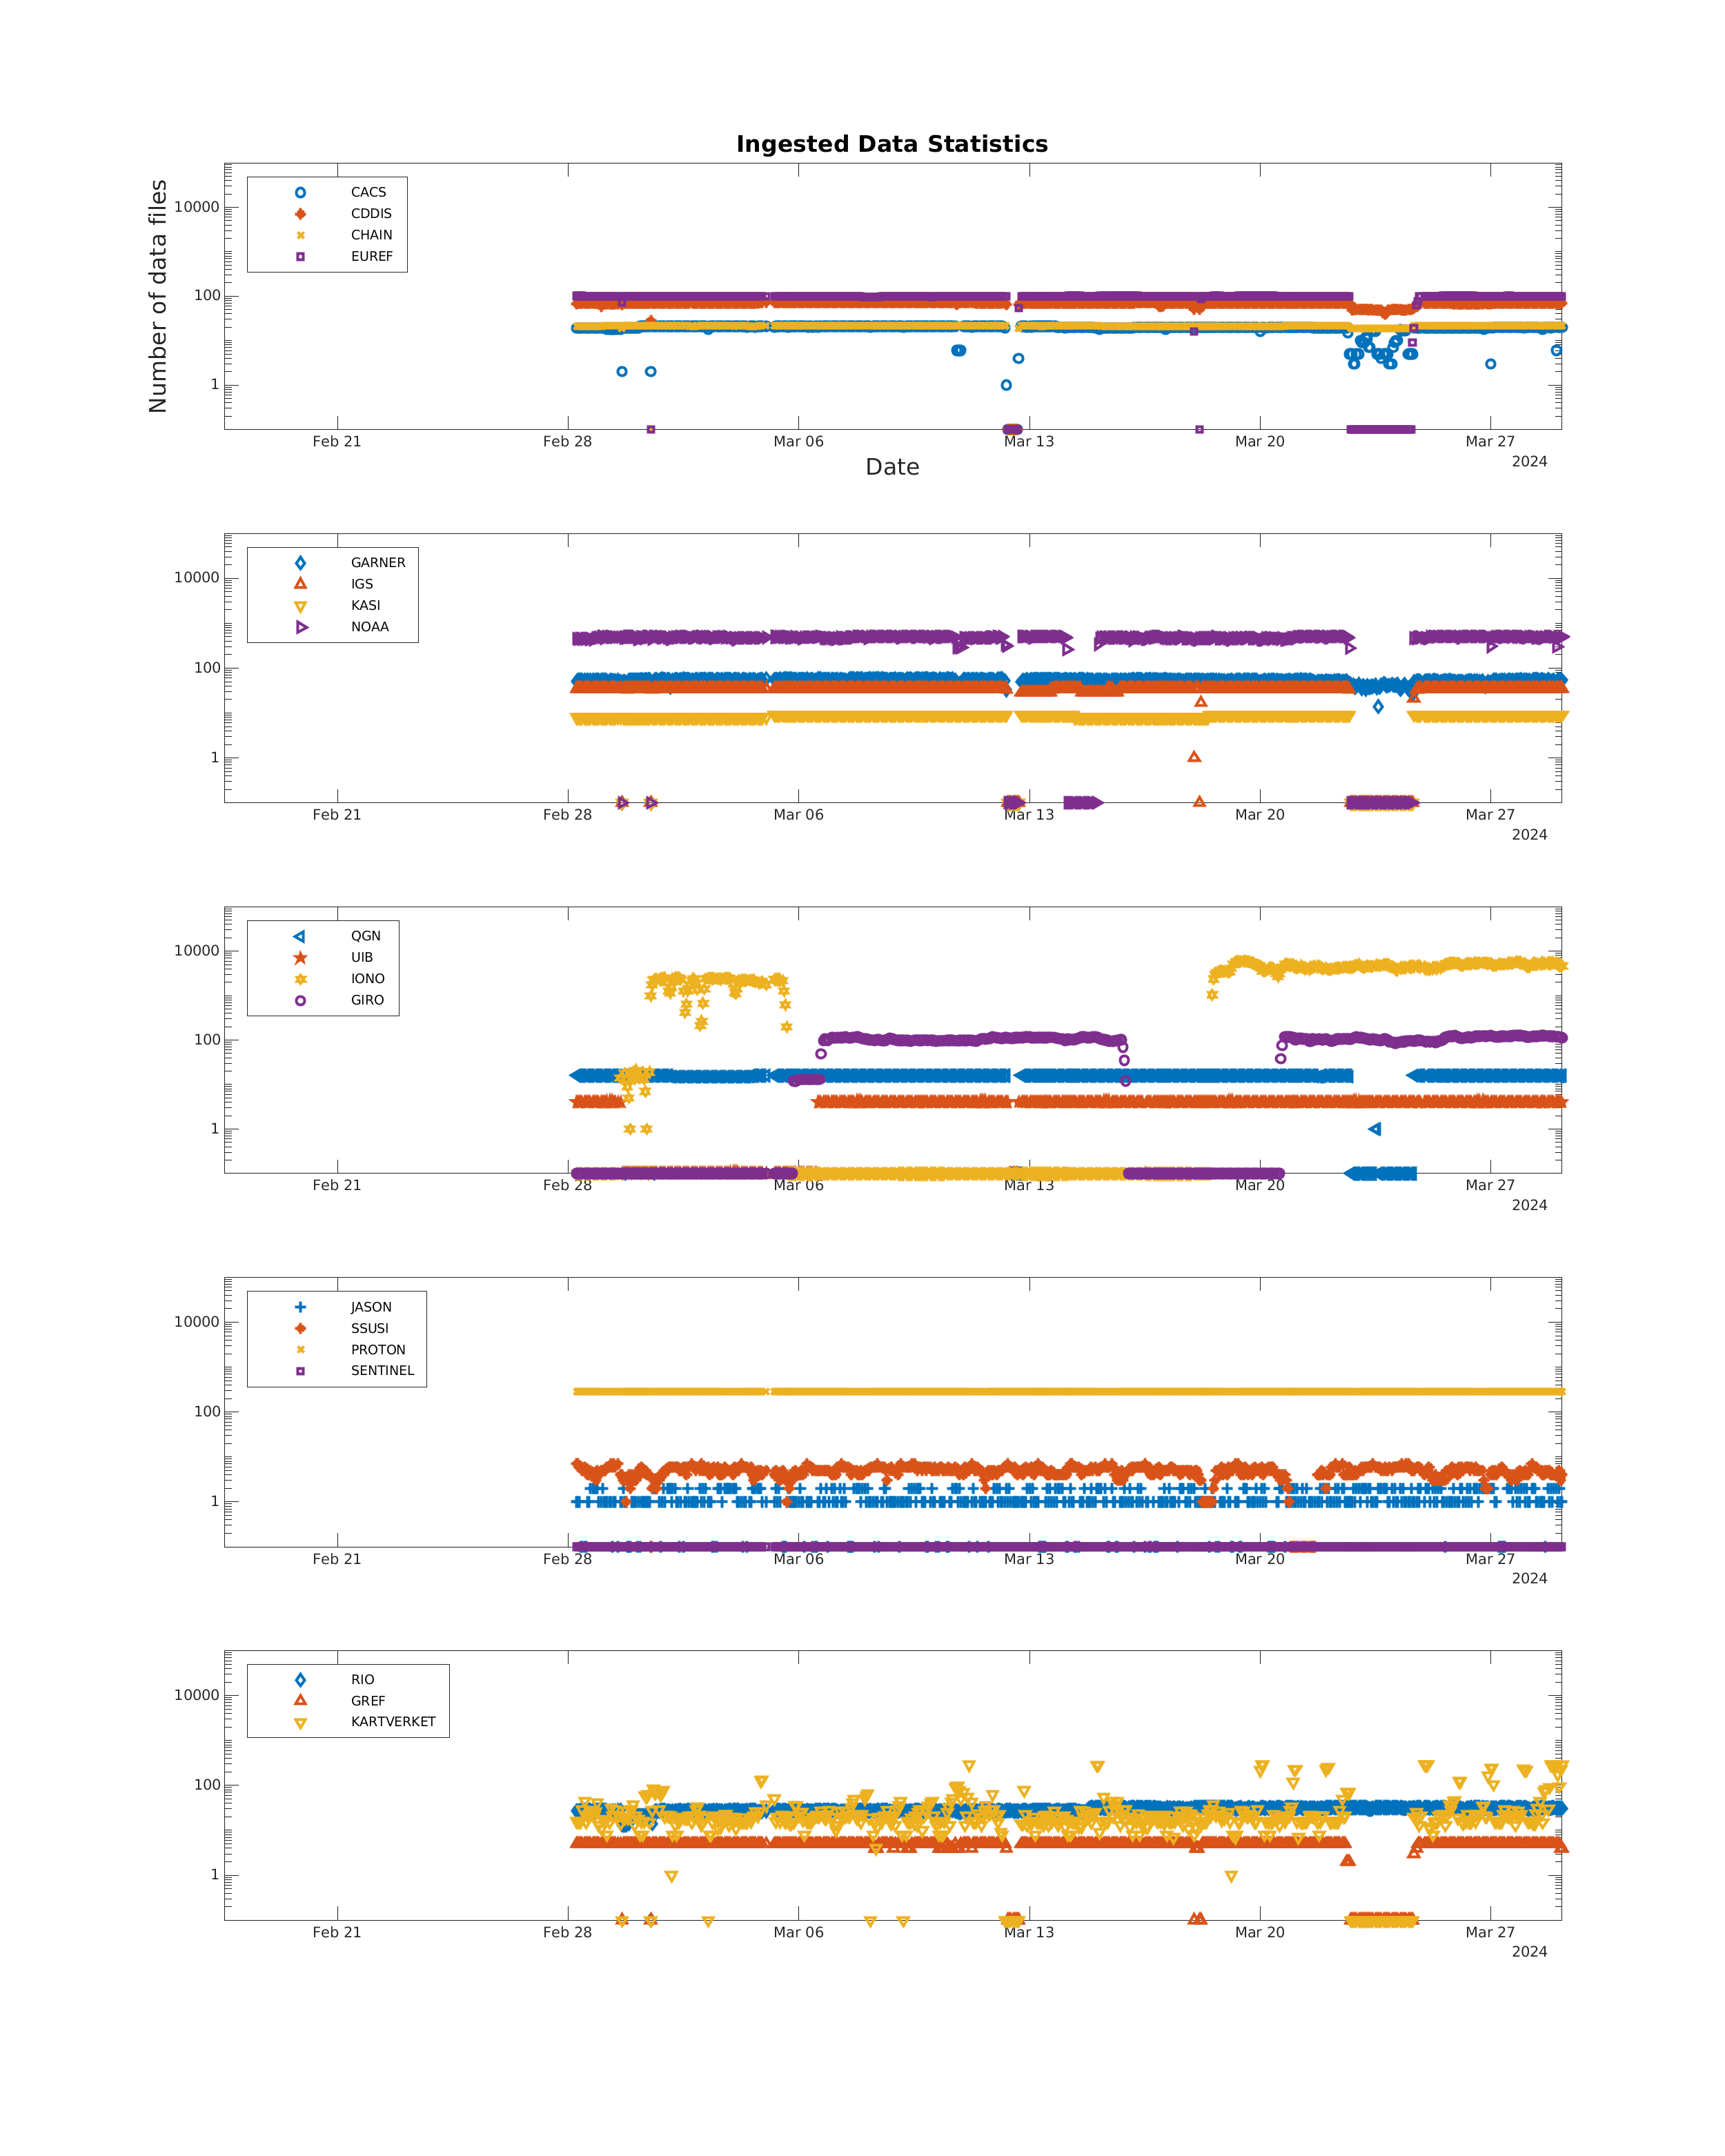 Ingested Data Statistics
Number of data files
10000
100
1
CACS
CDDIS
CHAIN
EUREF
Feb 21 Feb 28 Mar 06 Mar 13 Mar 20 Mar 27
2024
Date
10000
100
1
GARNER
IGS
KASI
NOAA
Feb 21 Feb 28 Mar 06 Mar 13 Mar 20 Mar 27
2024
10000
100
1
QGN
UIB
IONO
GIRO
Feb 21 Feb 28 Mar 06 Mar 13 Mar 20 Mar 27
2024
10000
100
1
JASON
SSUSI
PROTON
SENTINEL
Feb 21 Feb 28 Mar 06 Mar 13 Mar 20 Mar 27
2024
10000
100
1
RIO
GREF
KARTVERKET
Feb 21 Feb 28 Mar 06 Mar 13 Mar 20 Mar 27
2024